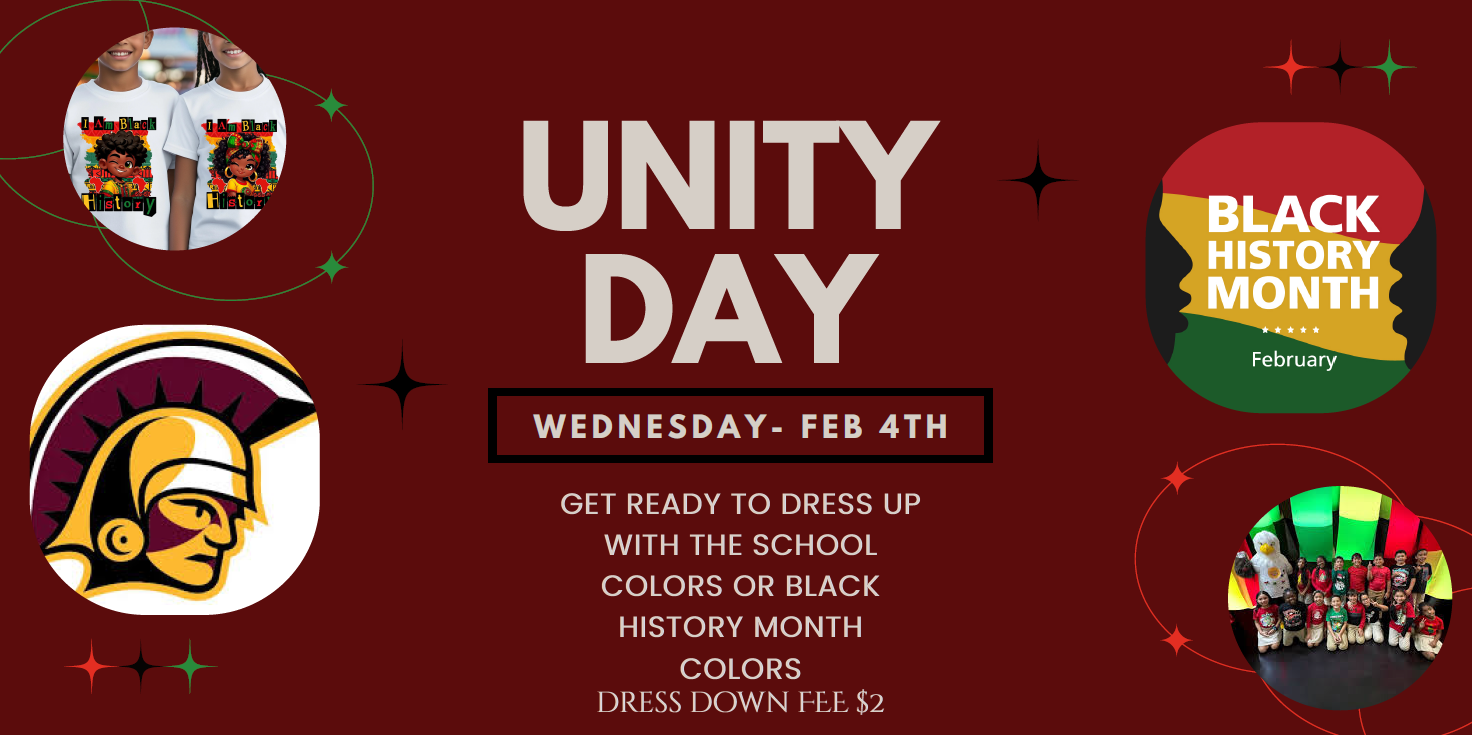 I Am Black
History
I Am Black
History
UNITY
DAY
WEDNESDAY- FEB 4TH
GET READY TO DRESS UP
WITH THE SCHOOL
COLORS OR BLACK
HISTORY MONTH
COLORS
DRESS DOWN FEE $2
BLACK
HISTORY
MONTH
February